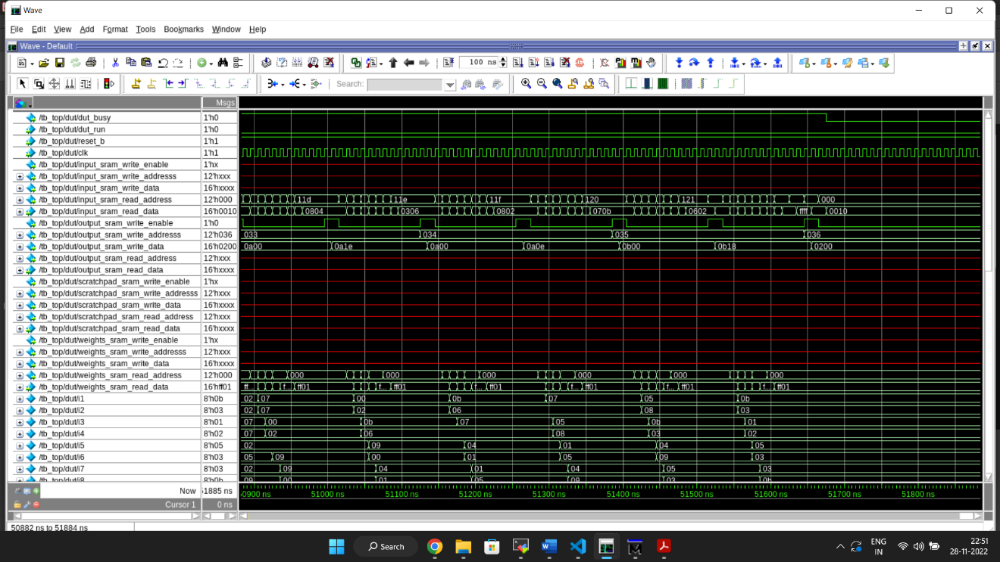 Wave
File Edit View Add Format Tools Bookmarks Window Help
Wave - Default
100 ns
Search:
Msgs
/tb_top/dut/dut_busy 1'h0
/tb_top/dut/dut_run 1'h0
/tb_top/dut/reset_b 1'h1
/tb_top/dut/clk 1'h1
/tb_top/dut/input_sram_write_enable 1'hx
/tb_top/dut/input_sram_write_addresss 12'hxxx
/tb_top/dut/input_sram_write_data 16'hxxxx
/tb_top/dut/input_sram_read_address 12'h000 11d 11e 11f 120 121 000
/tb_top/dut/input_sram_read_data 16'h0010 0804 0306 0802 070b 0602 ffff 0010
/tb_top/dut/output_sram_write_enable 1'h0
/tb_top/dut/output_sram_write_addresss 12'h036 033 034 035 036
/tb_top/dut/output_sram_write_data 16'h0200 0a00 0a1e 0a00 0a0e 0b00 0b18 0200
/tb_top/dut/output_sram_read_address 12'hxxx
/tb_top/dut/output_sram_read_data 16'hxxxx
/tb_top/dut/scratchpad_sram_write_enable 1'hx
/tb_top/dut/scratchpad_sram_write_addresss 12'hxxx
/tb_top/dut/scratchpad_sram_write_data 16'hxxxx
/tb_top/dut/scratchpad_sram_read_address 12'hxxx
/tb_top/dut/scratchpad_sram_read_data 16'hxxxx
/tb_top/dut/weights_sram_write_enable 1'hx
/tb_top/dut/weights_sram_write_addresss 12'hxxx
/tb_top/dut/weights_sram_write_data 16'hxxxx
/tb_top/dut/weights_sram_read_address 12'h000 000 000 000 000 000 000
/tb_top/dut/weights_sram_read_data 16'hff01 ff... f... ff01 f... ff01 f... ff01 f... ff01 f... ff01 f... ff01
/tb_top/dut/i1 8'h0b 02 07 00 0b 07 05 0b
/tb_top/dut/i2 8'h03 02 07 02 06 08 03
/tb_top/dut/i3 8'h01 07 00 0b 07 05 0b 01
/tb_top/dut/i4 8'h02 07 02 06 08 03 02
/tb_top/dut/i5 8'h05 02 09 04 01 04 05
/tb_top/dut/i6 8'h03 05 09 00 01 05 09 03
/tb_top/dut/i7 8'h03 02 09 04 01 04 05 03
/tb_top/dut/i8 8'h0b 09 00 01 05 09 03 0b
Now 51885 ns 50900 ns 51000 ns 51100 ns 51200 ns 51300 ns 51400 ns 51500 ns 51600 ns 51700 ns 51800 ns
Cursor 1 0 ns
50882 ns to 51884 ns
Search
ENG
IN
22:51
28-11-2022